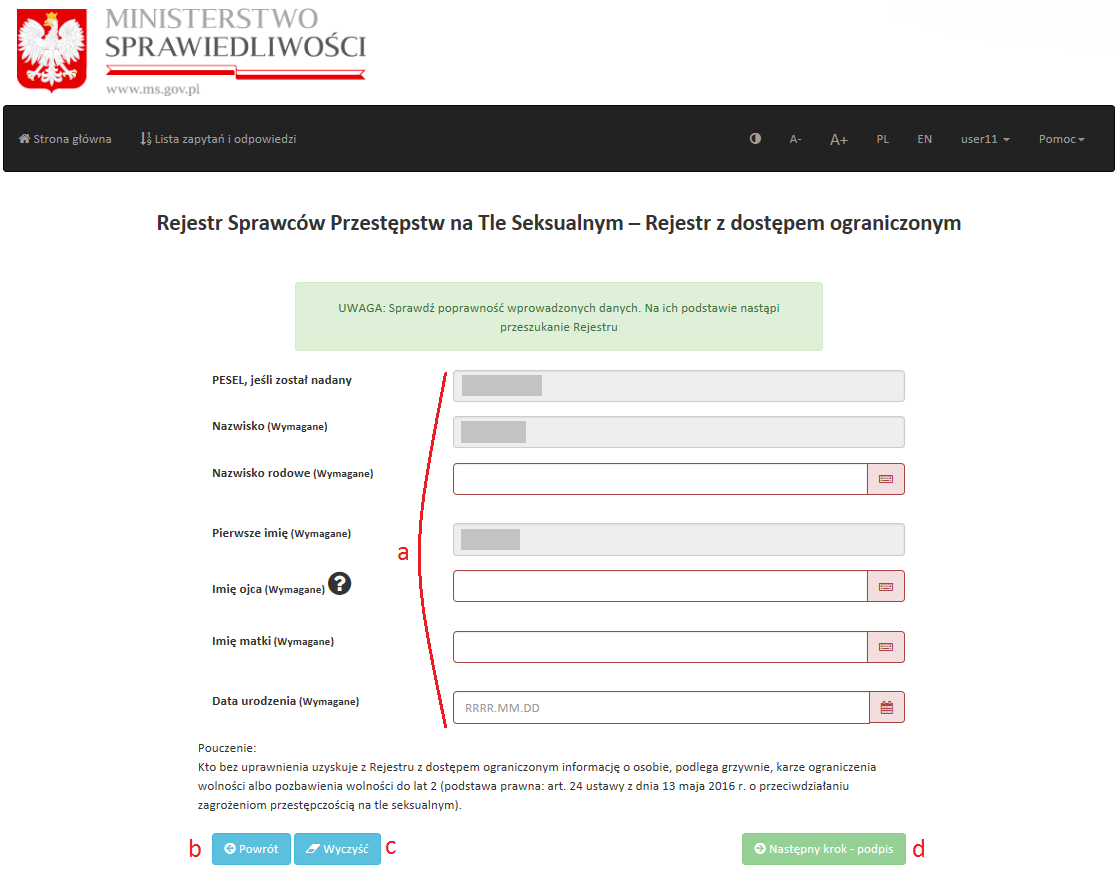 MINISTERSTWO
SPRAWIEDLIWOŚCI
www.ms.gov.pl
Strona główna
Lista zapytań i odpowiedzi
A-
A+
PL
EN
user11
Pomoc
Rejestr Sprawców Przestępstw na Tle Seksualnym – Rejestr z dostępem ograniczonym
UWAGA: Sprawdź poprawność wprowadzonych danych. Na ich podstawie nastąpi
przeszukanie Rejestru
PESEL, jeśli został nadany
Nazwisko (Wymagane)
Nazwisko rodowe (Wymagane)
Pierwsze imię (Wymagane)
a
Imię ojca (Wymagane) ?
Imię matki (Wymagane)
Data urodzenia (Wymagane)
RRRR.MM.DD
Pouczenie:
Kto bez uprawnienia uzyskuje z Rejestru z dostępem ograniczonym informację o osobie, podlega grzywnie, karze ograniczenia
wolności albo pozbawienia wolności do lat 2 (podstawa prawna: art. 24 ustawy z dnia 13 maja 2016 r. o przeciwdziałaniu
zagrożeniom przestępczością na tle seksualnym).
b
Powrót
Wyczyść
c
Następny krok - podpis
d